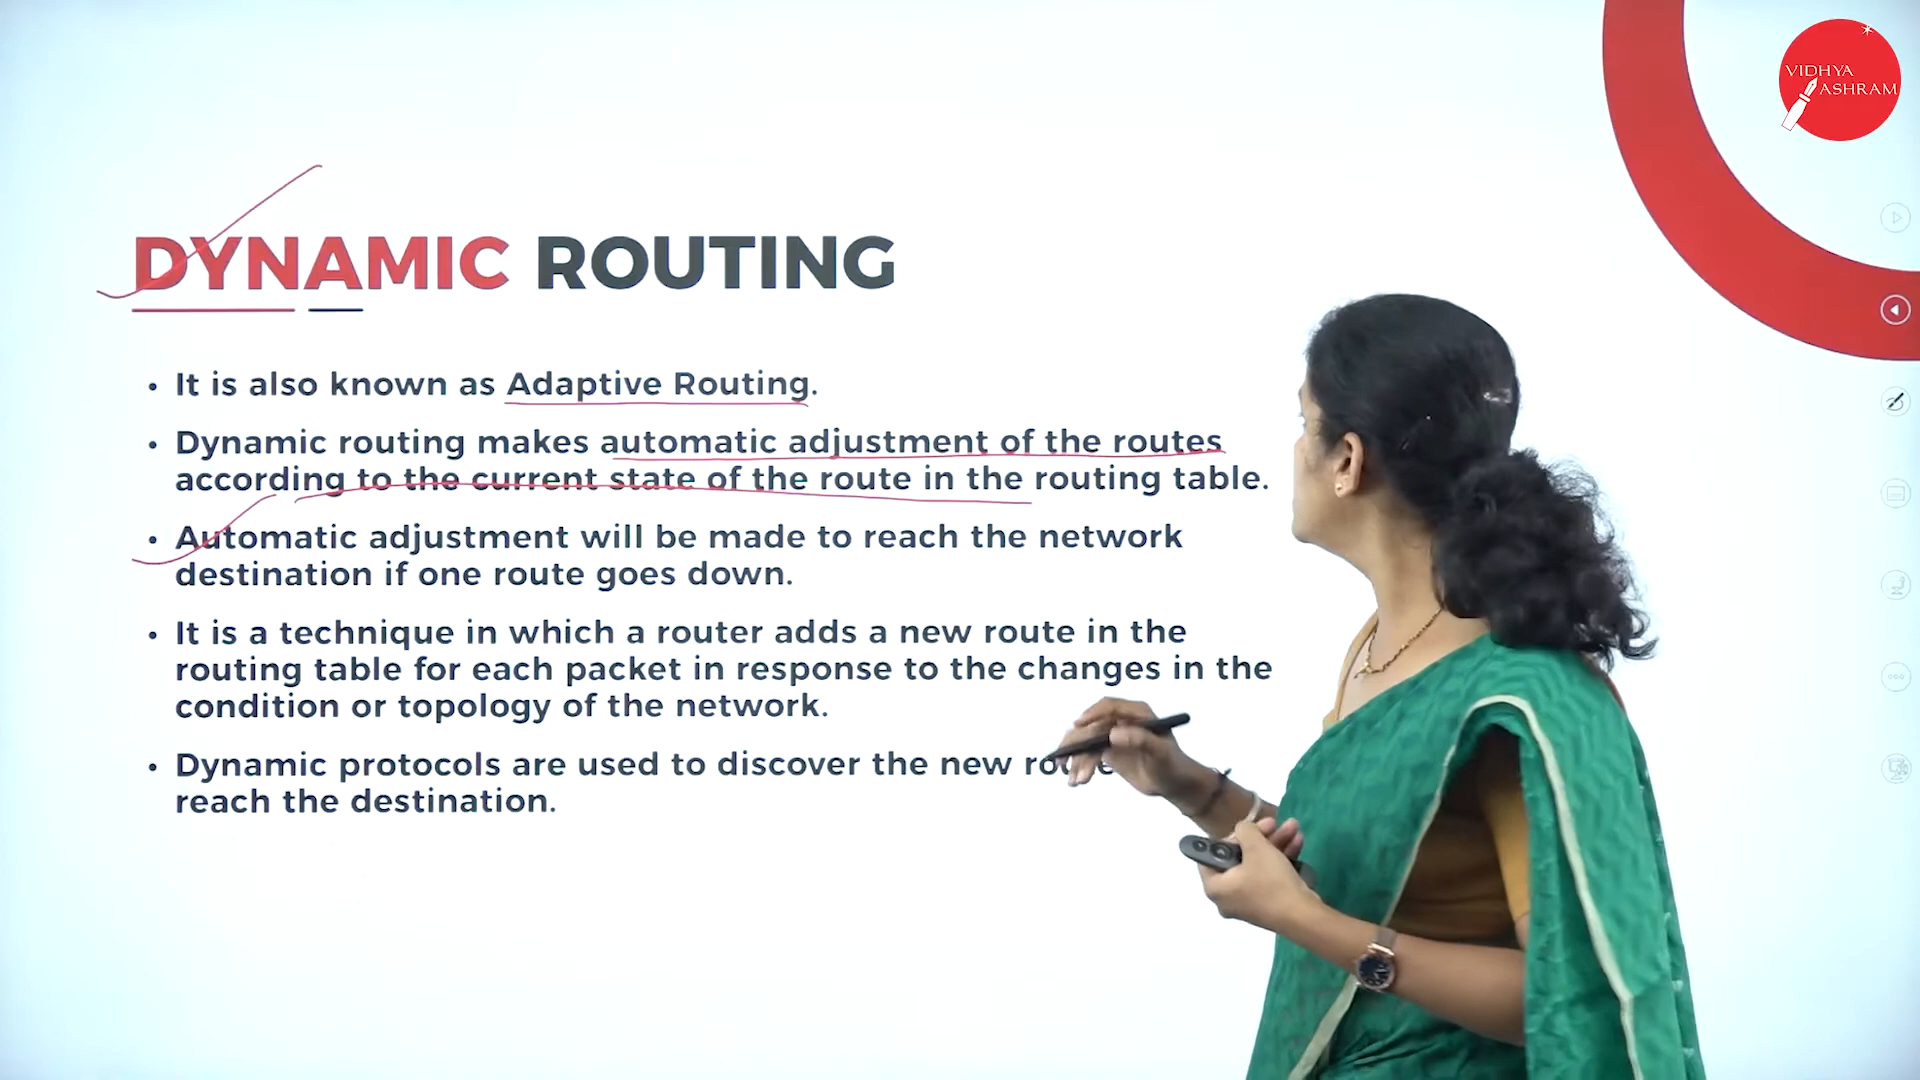 VIDHYA
ASHRAM
DYNAMIC ROUTING
• It is also known as Adaptive Routing.
• Dynamic routing makes automatic adjustment of the routes
according to the current state of the route in the routing table.
• Automatic adjustment will be made to reach the network
destination if one route goes down.
• It is a technique in which a router adds a new route in the
routing table for each packet in response to the changes in the
condition or topology of the network.
• Dynamic protocols are used to discover the new
reach the destination.